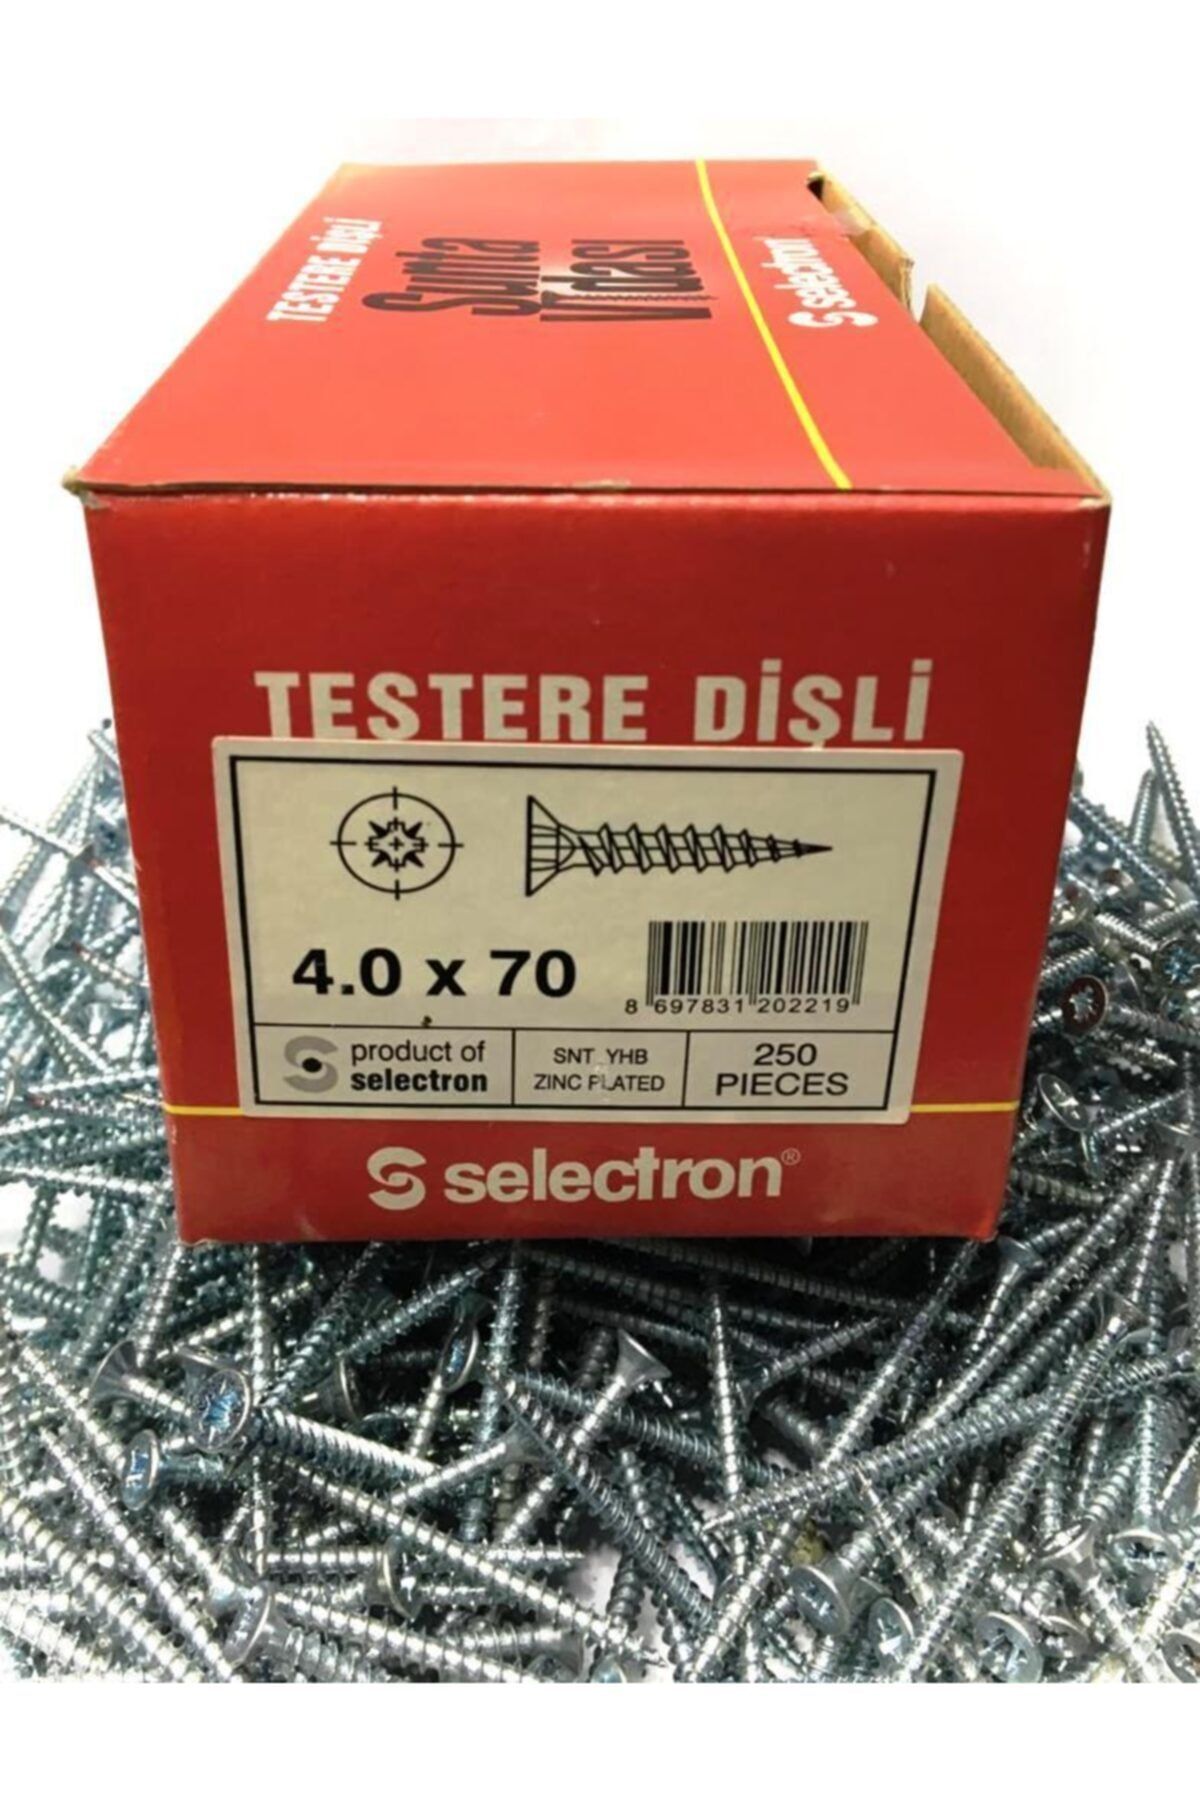 TESTERE DİŞLİ
Sunta
Vidası
selectron
TESTERE DİŞLİ
4.0 x 70
8 697831 202219
product of
selectron
SNT YHB
ZINC PLATED
250
PIECES
selectron®